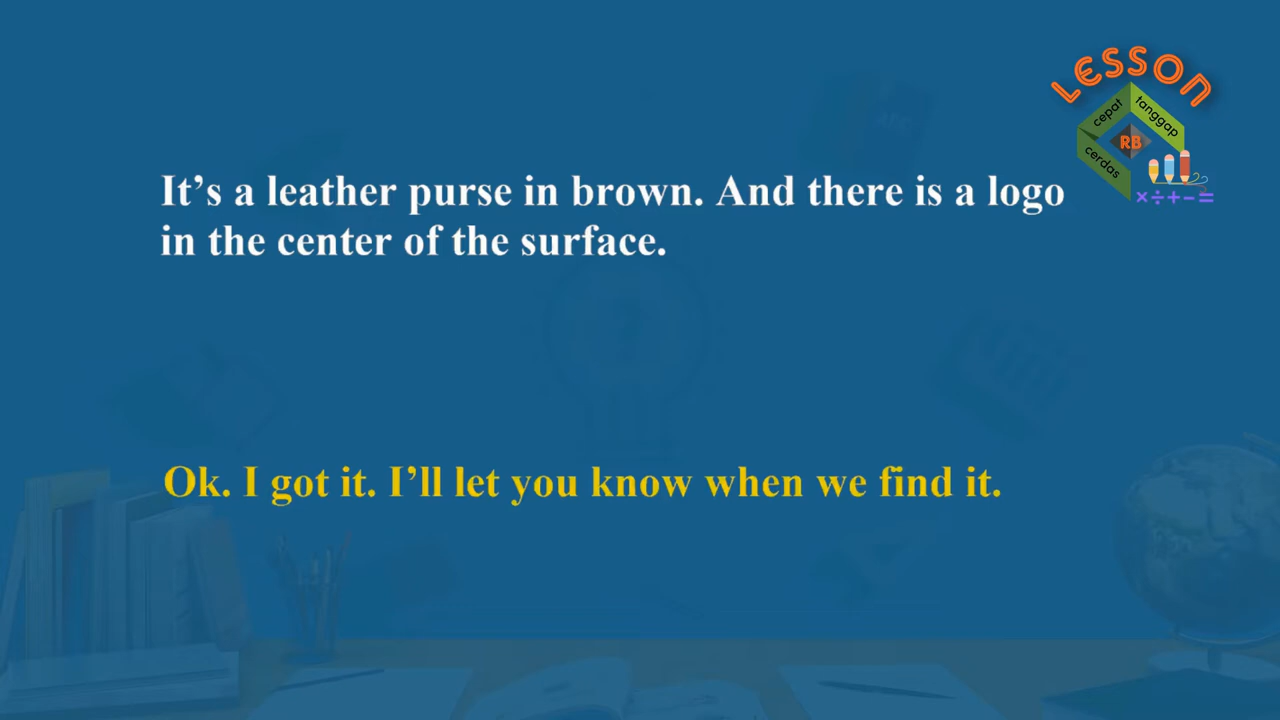 LESSON
cepat
tanggap
RB
cerdas
×÷+−=
It’s a leather purse in brown. And there is a logo
in the center of the surface.
Ok. I got it. I’ll let you know when we find it.